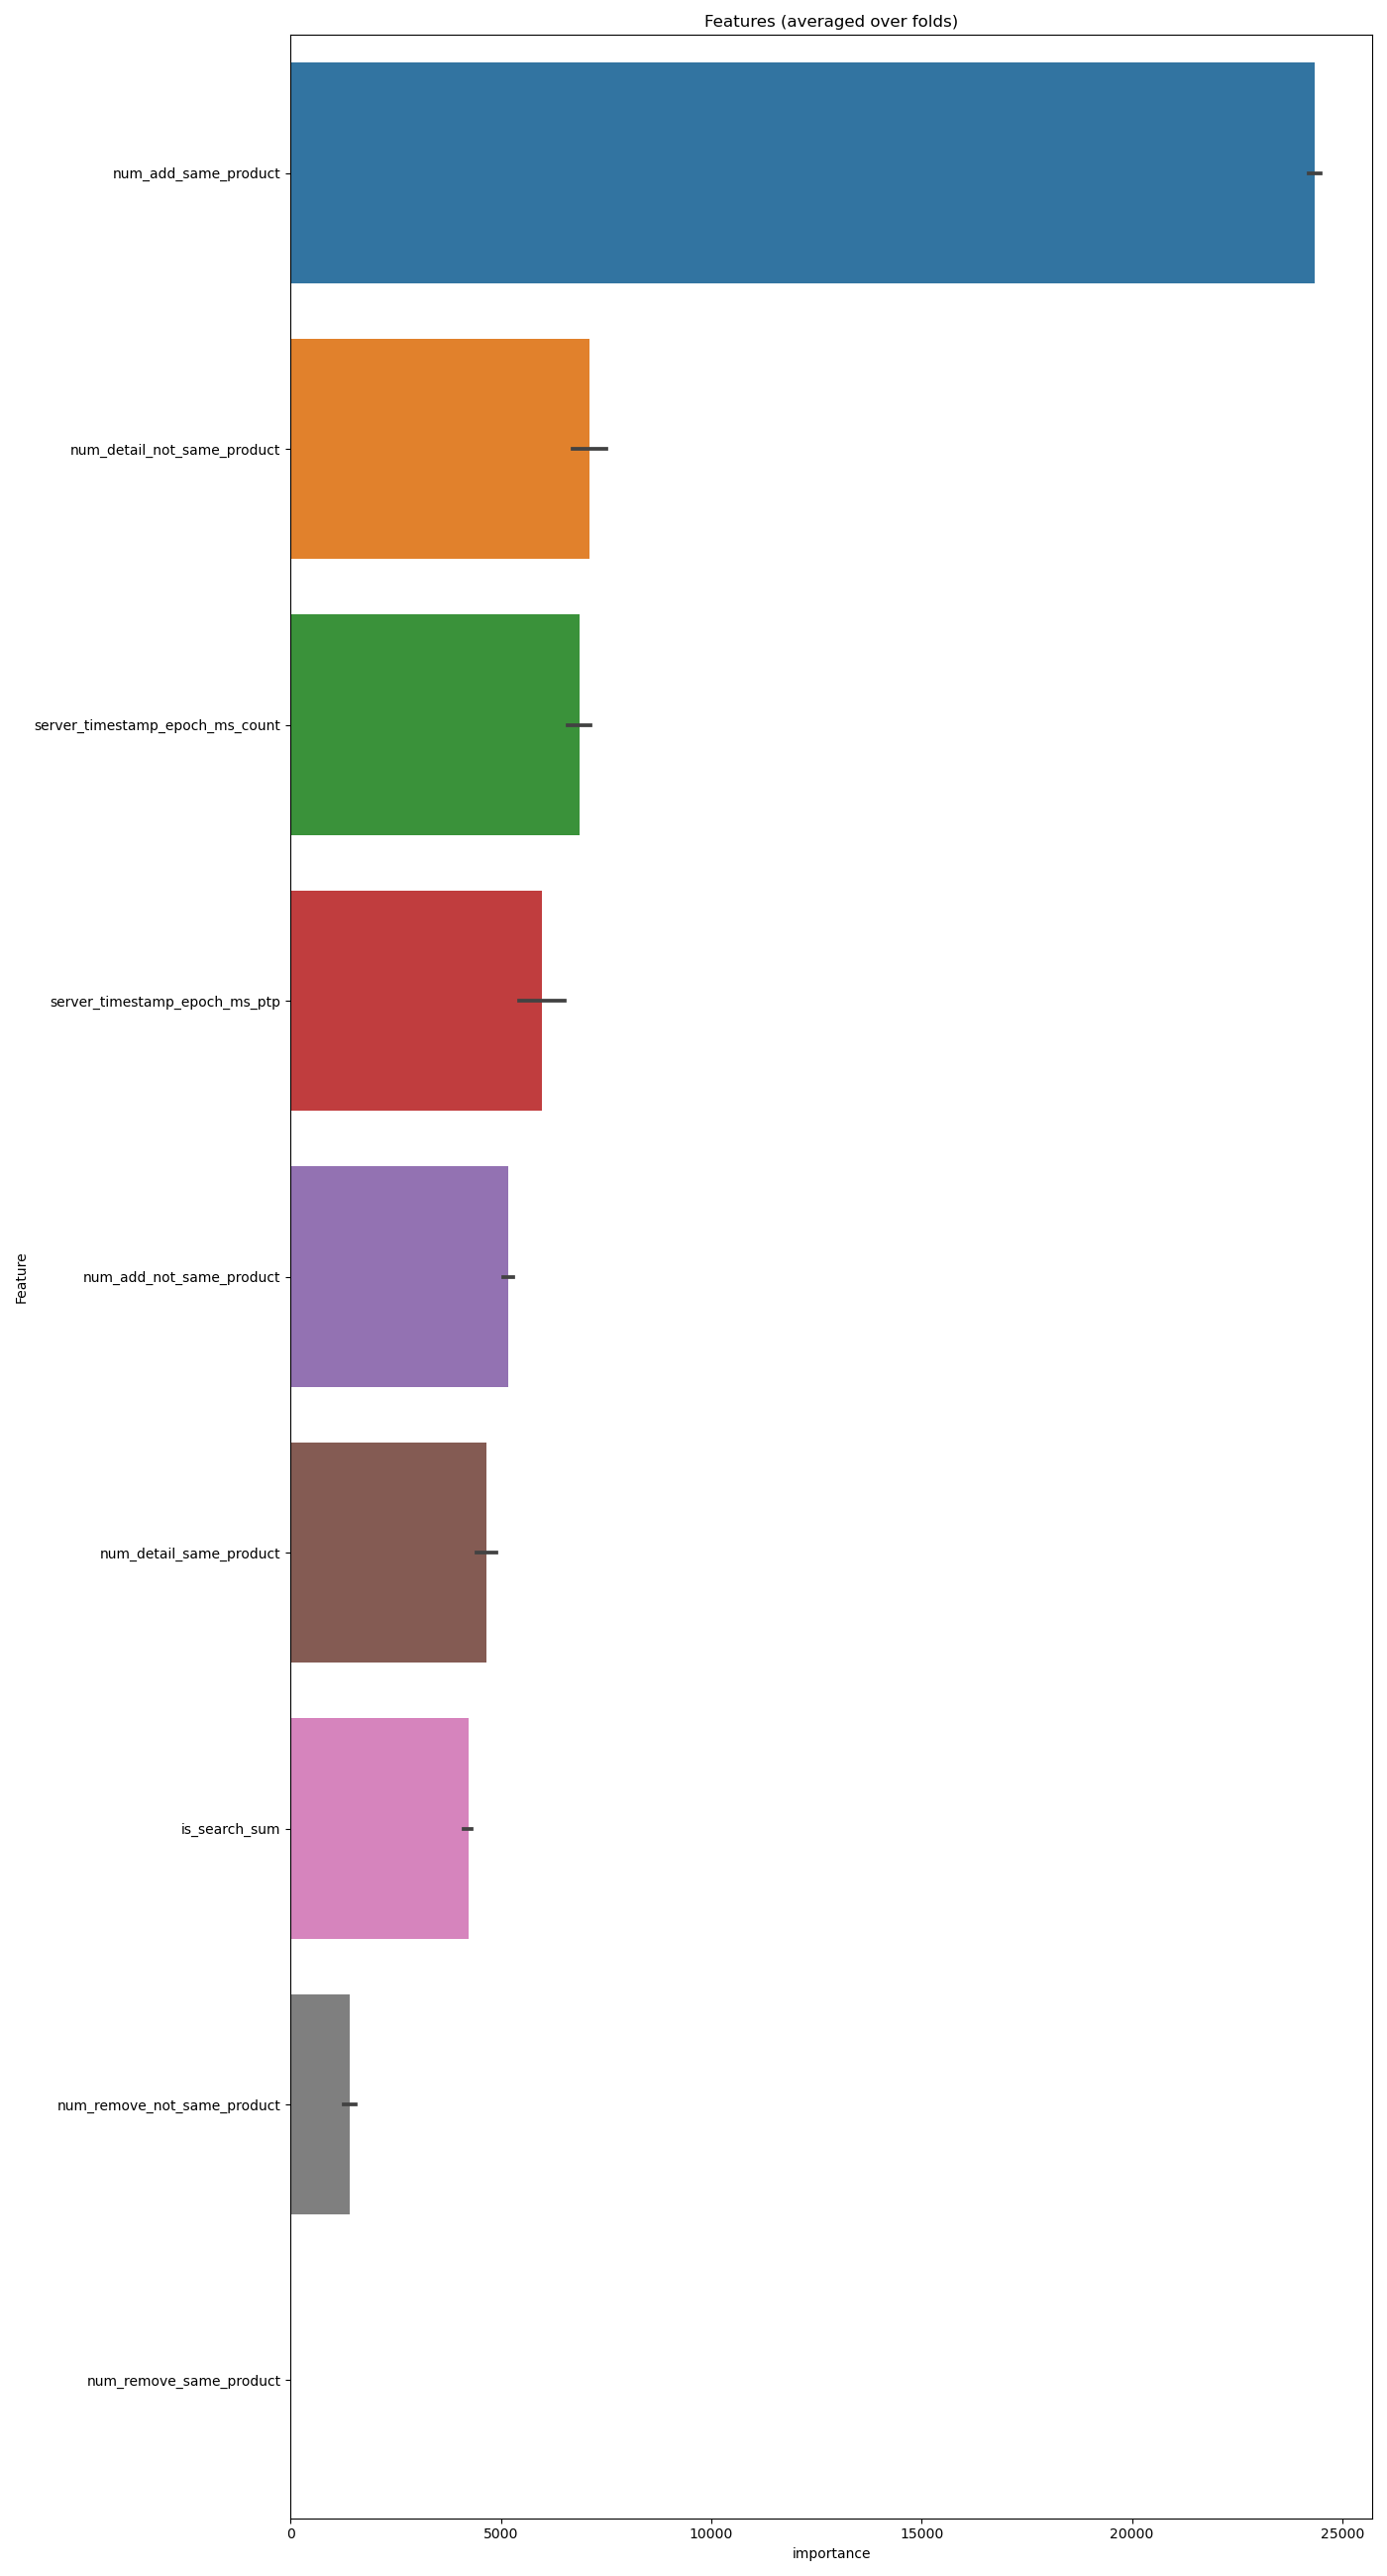 Features (averaged over folds)
num_add_same_product
num_detail_not_same_product
server_timestamp_epoch_ms_count
server_timestamp_epoch_ms_ptp
num_add_not_same_product
num_detail_same_product
is_search_sum
num_remove_not_same_product
num_remove_same_product
Feature
0 5000 10000 15000 20000 25000
importance